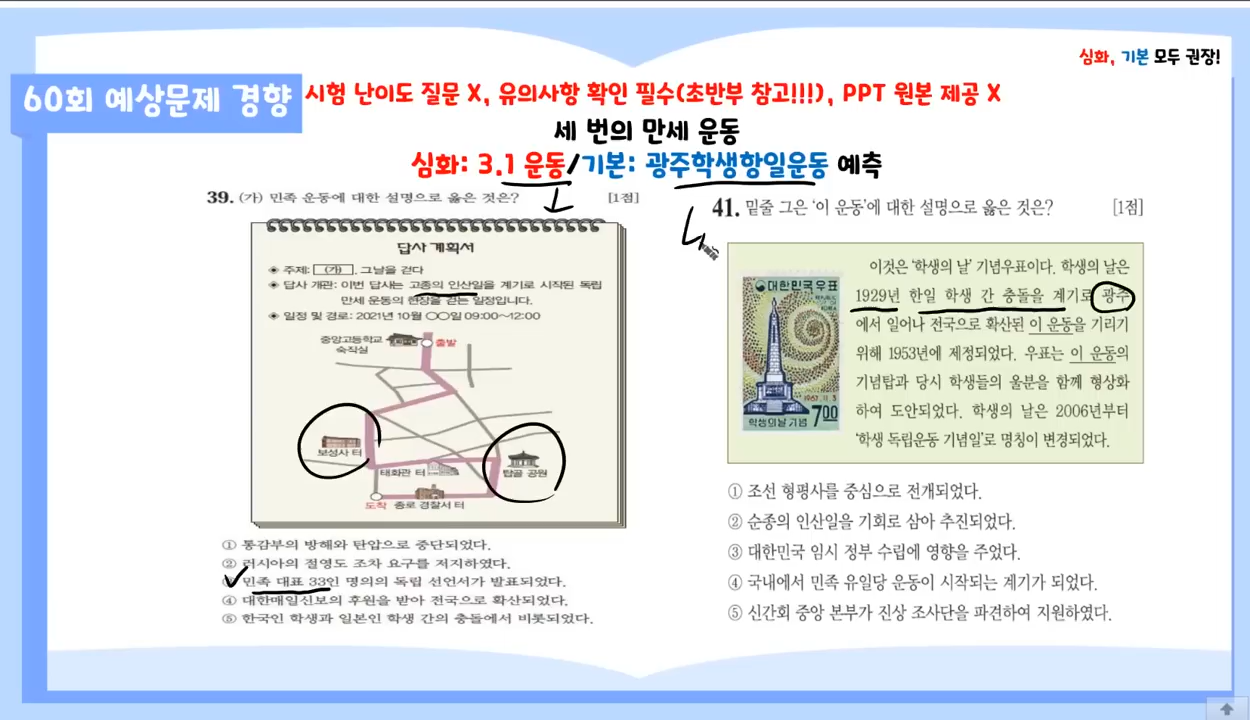 심화, 기본 모두 권장!
60회 예상문제 경향
시험 난이도 질문 X, 유의사항 확인 필수(초반부 참고!!!), PPT 원본 제공 X
세 번의 만세 운동
심화: 3.1 운동/기본: 광주학생항일운동 예측
39. (가) 민족 운동에 대한 설명으로 옳은 것은? [1점]
답사 계획서
◈ 주제: (가), 그날을 걷다
◈ 답사 개관: 이번 답사는 고종의 인산일을 계기로 시작된 독립
만세 운동의 현장을 걷는 일정입니다.
◈ 일정 및 경로: 2021년 10월 ○○일 09:00~12:00
중앙고등학교
숙직실
출발
보성사 터
태화관 터
탑골 공원
도착
종로 경찰서 터
① 통감부의 방해와 탄압으로 중단되었다.
② 러시아의 절영도 조차 요구를 저지하였다.
③ 민족 대표 33인 명의의 독립 선언서가 발표되었다.
④ 대한매일신보의 후원을 받아 전국으로 확산되었다.
⑤ 한국인 학생과 일본인 학생 간의 충돌에서 비롯되었다.
41. 밑줄 그은 ‘이 운동’에 대한 설명으로 옳은 것은? [1점]
대한민국우표
1967.11.3
학생의날기념
700
이것은 ‘학생의 날’ 기념우표이다. 학생의 날은
1929년 한일 학생 간 충돌을 계기로 광주
에서 일어나 전국으로 확산된 이 운동을 기리기
위해 1953년에 제정되었다. 우표는 이 운동의
기념탑과 당시 학생들의 울분을 함께 형상화
하여 도안되었다. 학생의 날은 2006년부터
‘학생 독립운동 기념일’로 명칭이 변경되었다.
① 조선 형평사를 중심으로 전개되었다.
② 순종의 인산일을 기회로 삼아 추진되었다.
③ 대한민국 임시 정부 수립에 영향을 주었다.
④ 국내에서 민족 유일당 운동이 시작되는 계기가 되었다.
⑤ 신간회 중앙 본부가 진상 조사단을 파견하여 지원하였다.